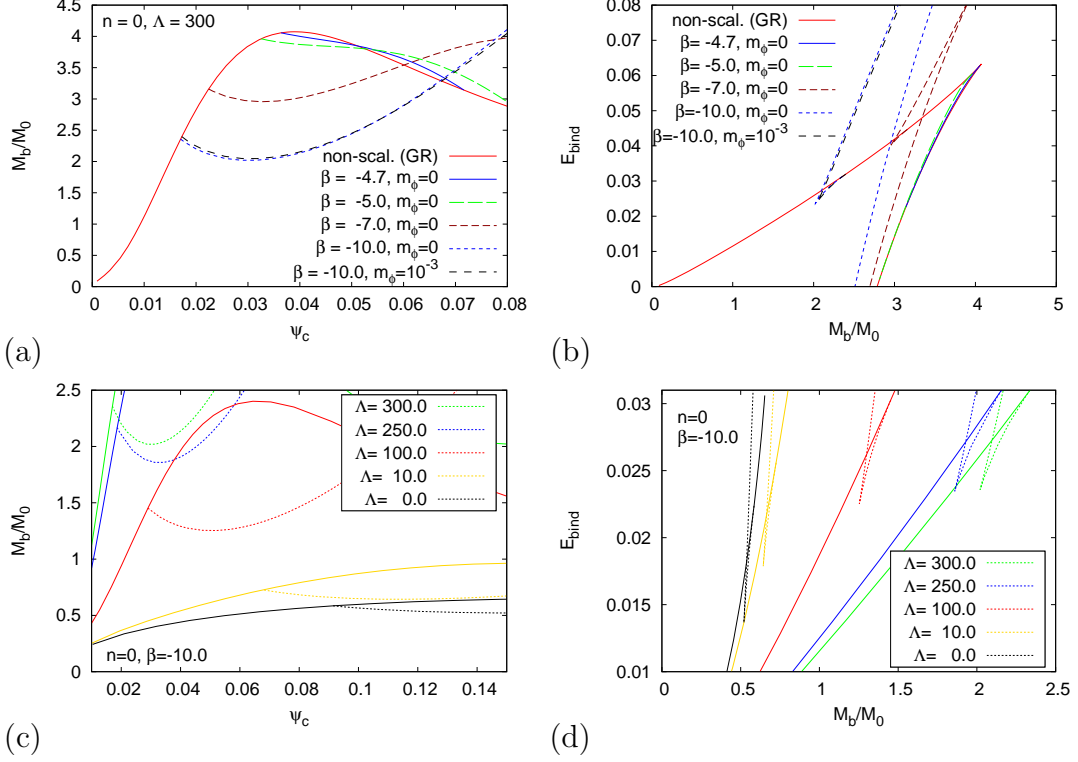 n = 0, Λ = 300
4.5
4
3.5
3
2.5
2
1.5
1
0.5
0
M_b/M_0
non-scal. (GR)
β = -4.7, m_ϕ=0
β = -5.0, m_ϕ=0
β = -7.0, m_ϕ=0
β = -10.0, m_ϕ=0
β = -10.0, m_ϕ=10^-3
0 0.01 0.02 0.03 0.04 0.05 0.06 0.07 0.08
ψ_c
(a)
0.08
0.07
0.06
0.05
0.04
0.03
0.02
0.01
0
E_bind
non-scal. (GR)
β= -4.7, m_ϕ=0
β= -5.0, m_ϕ=0
β= -7.0, m_ϕ=0
β= -10.0, m_ϕ=0
β= -10.0, m_ϕ=10^-3
0 1 2 3 4 5
M_b/M_0
(b)
2.5
2
1.5
1
0.5
0
M_b/M_0
Λ= 300.0
Λ= 250.0
Λ= 100.0
Λ= 10.0
Λ= 0.0
n=0, β=-10.0
0.02 0.04 0.06 0.08 0.1 0.12 0.14
ψ_c
(c)
0.03
0.025
0.02
0.015
0.01
E_bind
n=0
β=-10.0
Λ= 300.0
Λ= 250.0
Λ= 100.0
Λ= 10.0
Λ= 0.0
0.5 1 1.5 2 2.5
M_b/M_0
(d)